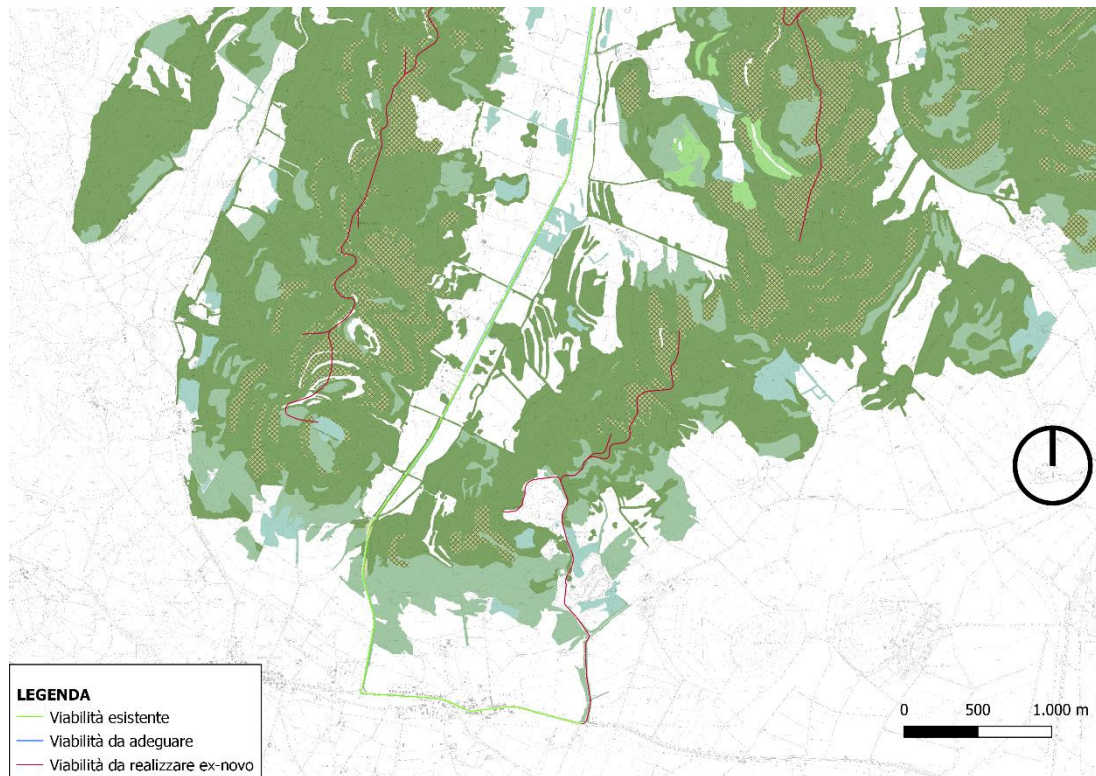 LEGENDA
Viabilità esistente
Viabilità da adeguare
Viabilità da realizzare ex-novo
0 500 1.000 m